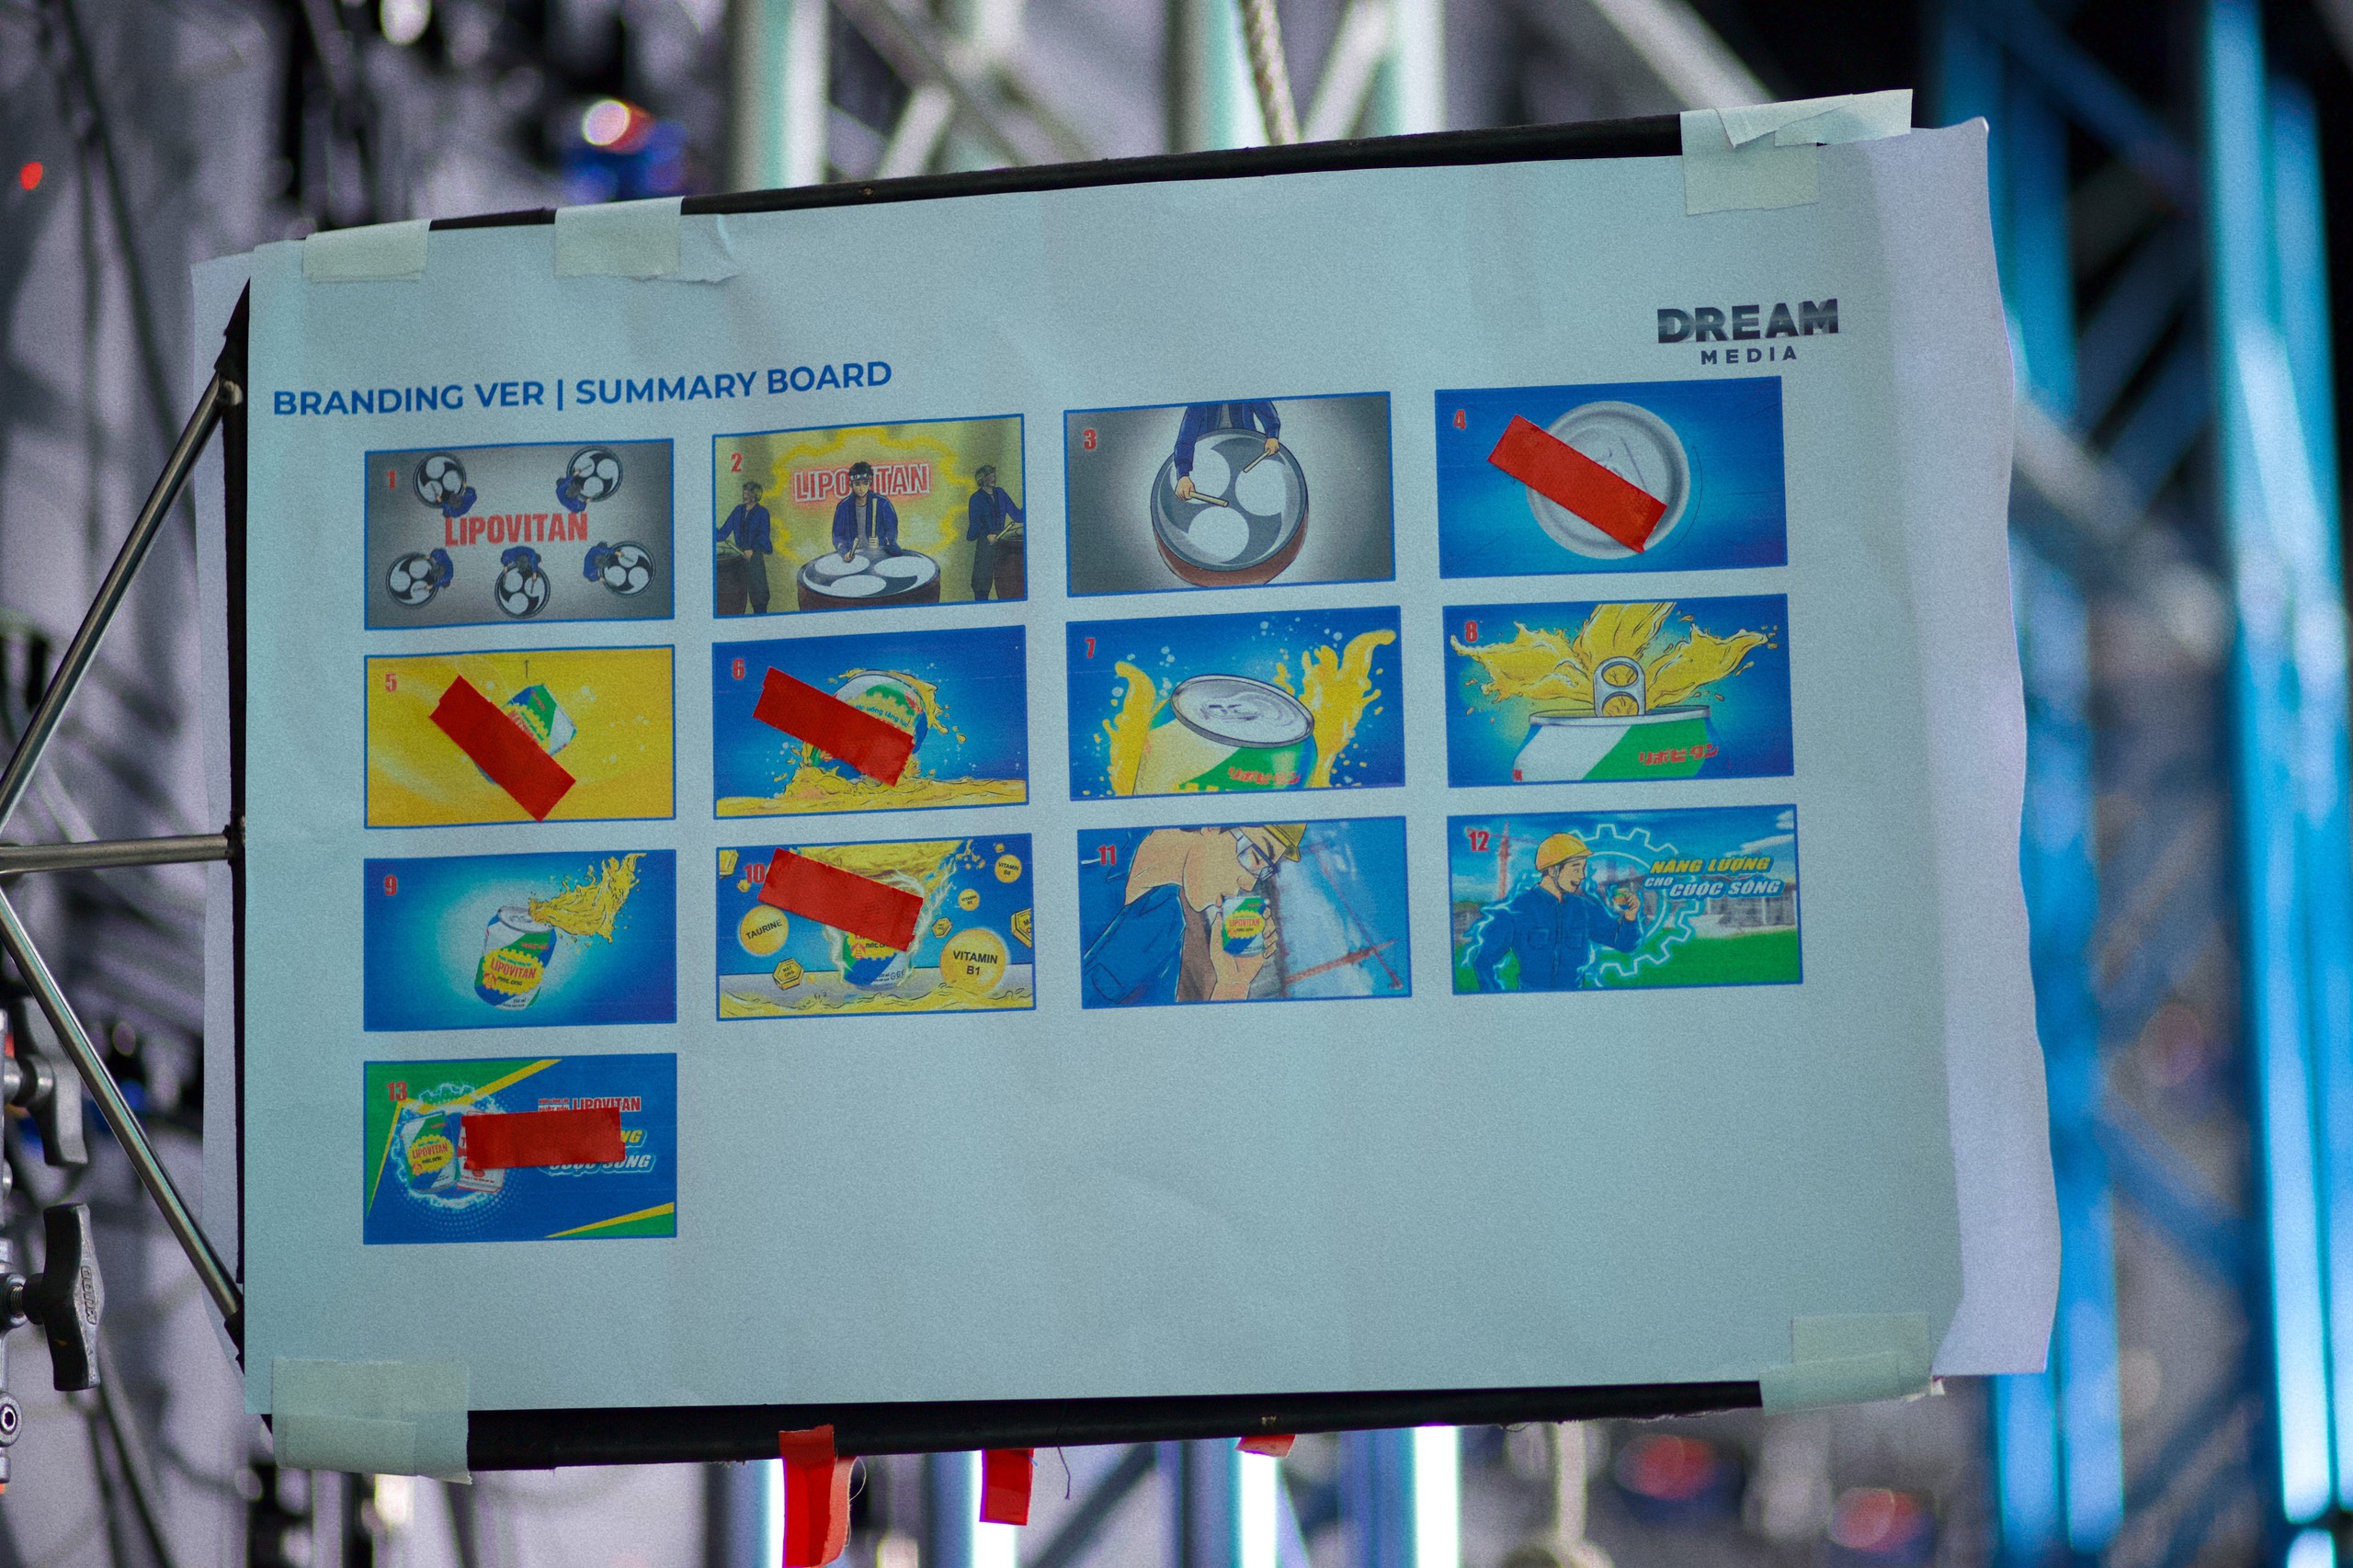 DREAM
MEDIA
BRANDING VER | SUMMARY BOARD
1
LIPOVITAN
2
LIPOVITAN
3
4
5
6
7
リポビタン
8
リポビタン
9
LIPOVITAN
10
TAURINE
VITAMIN
B1
11
LIPOVITAN
12
NĂNG LƯỢNG
CHO CUỘC SỐNG
13
LIPOVITAN
LIPOVITAN
CUỘC SỐNG